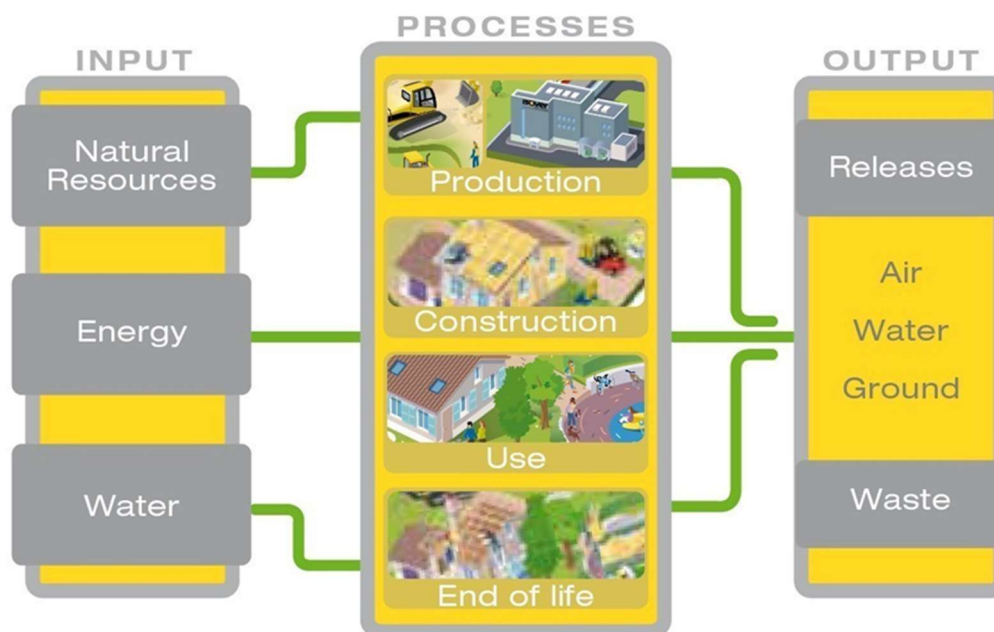 INPUT
Natural
Resources
Energy
Water
PROCESSES
Production
Construction
Use
End of life
OUTPUT
Releases
Air
Water
Ground
Waste